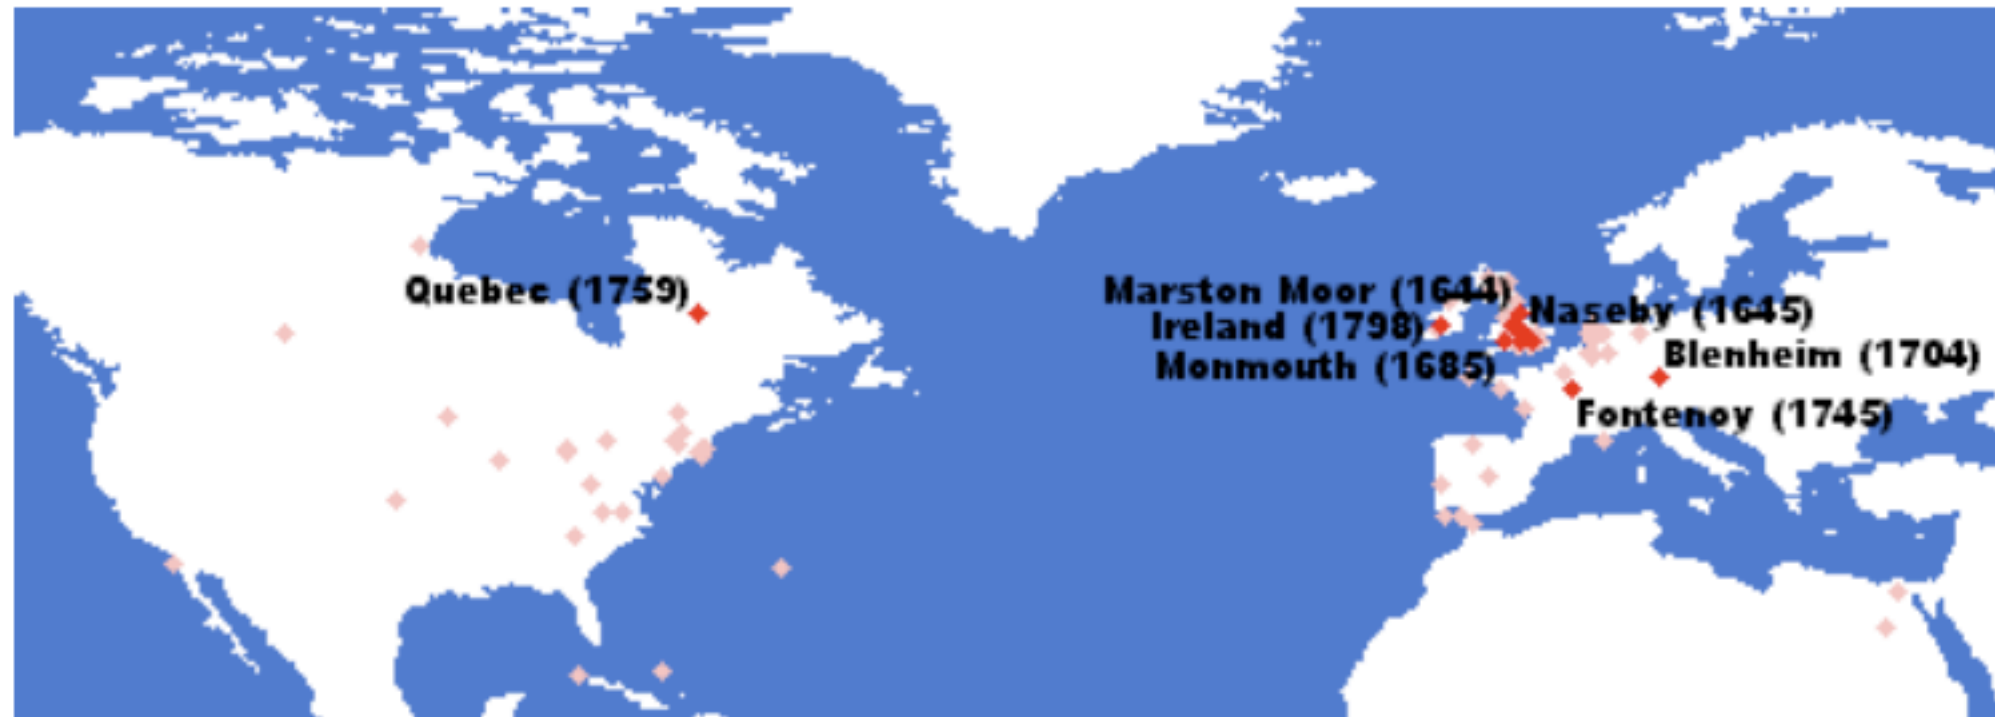 Quebec (1759)
Marston Moor (1644)
Naseby (1645)
Ireland (1798)
Blenheim (1704)
Monmouth (1685)
Fontenoy (1745)